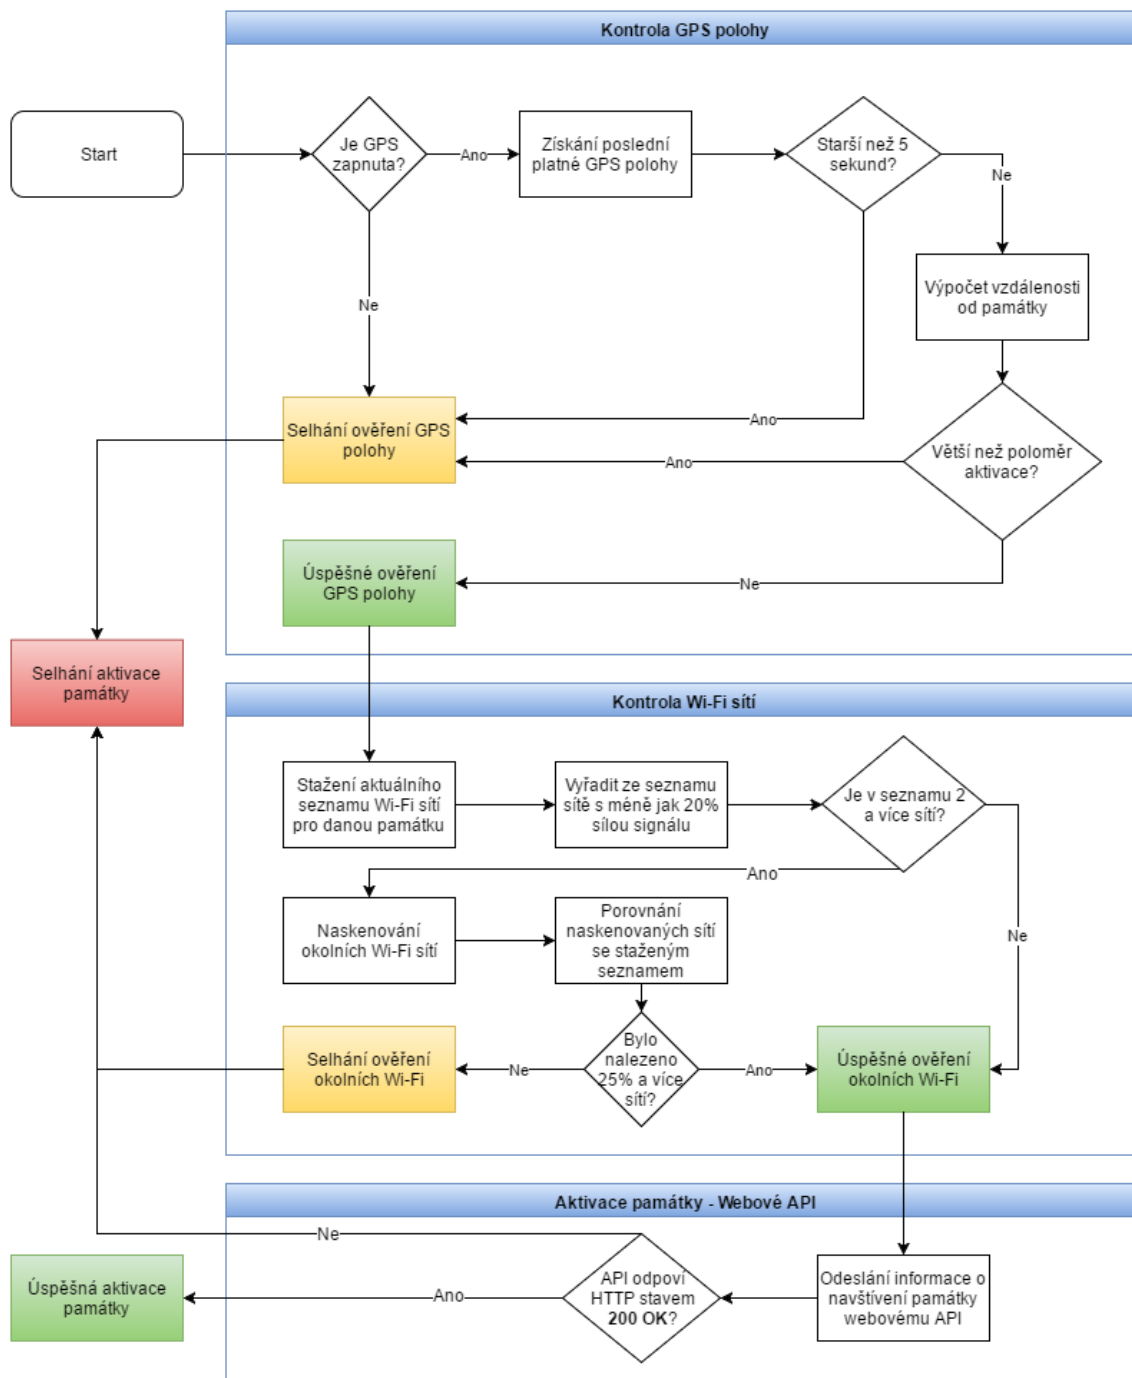 Kontrola GPS polohy
Start
Je GPS
zapnuta?
Ano
Získání poslední
platné GPS polohy
Starší než 5
sekund?
Ne
Výpočet vzdálenosti
od památky
Ne
Selhání ověření GPS
polohy
Ano
Ano
Větší než poloměr
aktivace?
Úspěšné ověření
GPS polohy
Ne
Selhání aktivace
památky
Kontrola Wi-Fi sítí
Stažení aktuálního
seznamu Wi-Fi sítí
pro danou památku
Vyřadit ze seznamu
sítě s méně jak 20%
sílou signálu
Je v seznamu 2
a více sítí?
Ano
Naskenování
okolních Wi-Fi sítí
Porovnání
naskenovaných sítí
se staženým
seznamem
Ne
Selhání ověření
okolních Wi-Fi
Ne
Bylo
nalezeno
25% a více
sítí?
Ano
Úspěšné ověření
okolních Wi-Fi
Aktivace památky - Webové API
Ne
Úspěšná aktivace
památky
Ano
API odpoví
HTTP stavem
200 OK?
Odeslání informace o
navštívení památky
webovému API